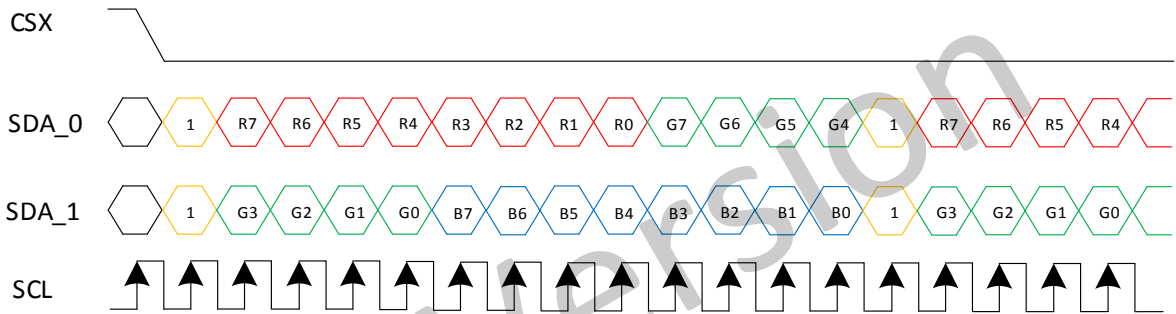 CSX
SDA_0 1 R7 R6 R5 R4 R3 R2 R1 R0 G7 G6 G5 G4 1 R7 R6 R5 R4
SDA_1 1 G3 G2 G1 G0 B7 B6 B5 B4 B3 B2 B1 B0 1 G3 G2 G1 G0
SCL
ersion